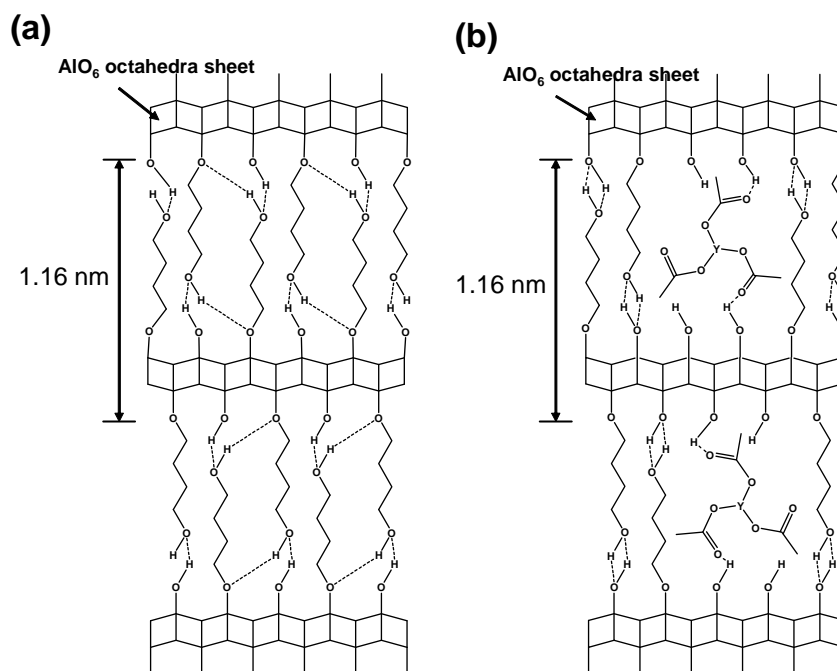 (a)
AlO6 octahedra sheet
O O O O O O
H H H
H H H
O O O
1.16 nm
O O O
H H H
H H H
O O O O O O
O O O O O
H H
H H
O O
O O
H H H
H H H
O O O O O
(b)
AlO6 octahedra sheet
O O O O
H H H H
H O H
O O O
O Y O
1.16 nm
O O O O
H O H
H H H
O O O O O O
O O O O O
H H H
H O
O O
O Y O
O O O
H O H
H H H H
O O O O O